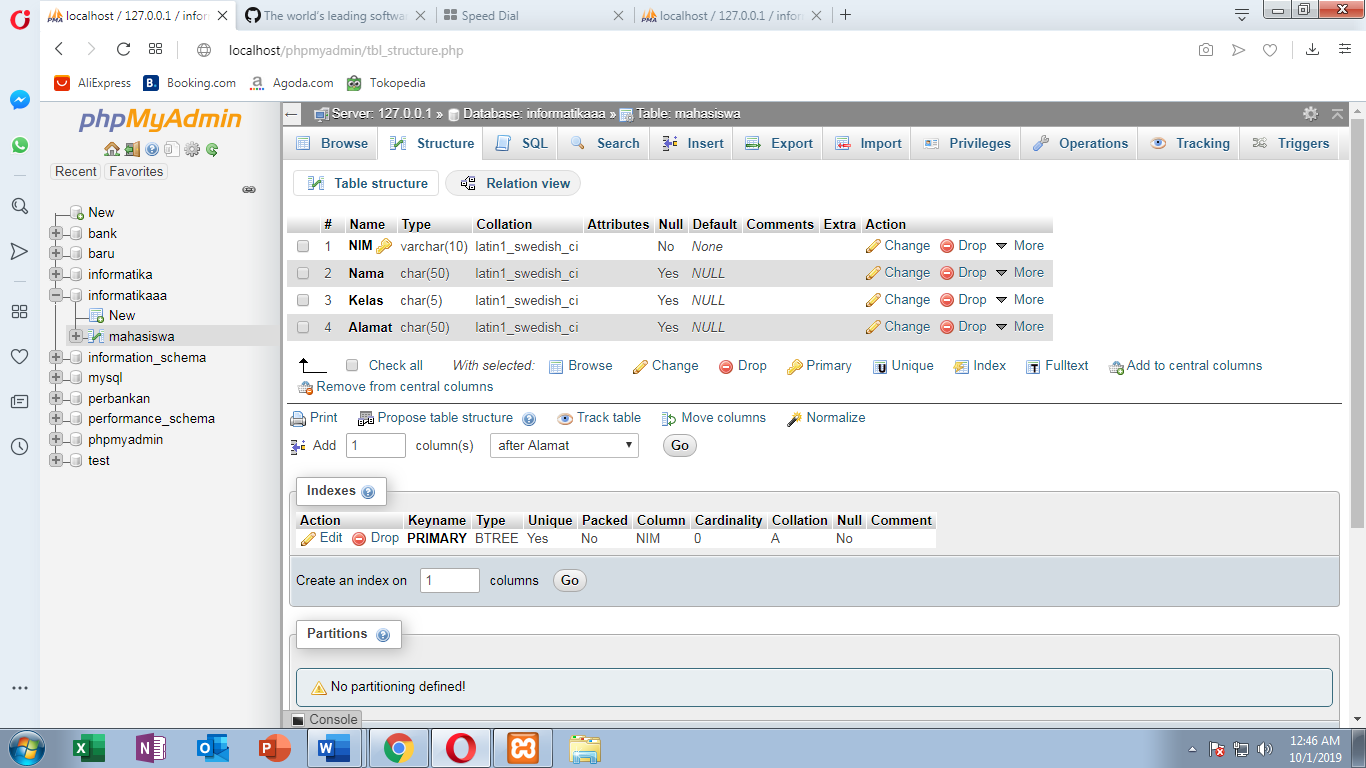 localhost / 127.0.0.1 / infor
The world's leading softwa
Speed Dial
localhost / 127.0.0.1 / infor
localhost/phpmyadmin/tbl_structure.php
AliExpress
B. Booking.com
a Agoda.com
Tokopedia
phpMyAdmin
Recent Favorites
New
bank
baru
informatika
informatikaaa
New
mahasiswa
information_schema
mysql
perbankan
performance_schema
phpmyadmin
test
Server: 127.0.0.1 » Database: informatikaaa » Table: mahasiswa
Browse Structure SQL Search Insert Export Import Privileges Operations Tracking Triggers
Table structure Relation view
# Name Type Collation Attributes Null Default Comments Extra Action
1 NIM varchar(10) latin1_swedish_ci No None Change Drop More
2 Nama char(50) latin1_swedish_ci Yes NULL Change Drop More
3 Kelas char(5) latin1_swedish_ci Yes NULL Change Drop More
4 Alamat char(50) latin1_swedish_ci Yes NULL Change Drop More
Check all With selected: Browse Change Drop Primary Unique Index Fulltext Add to central columns
Remove from central columns
Print Propose table structure Track table Move columns Normalize
Add 1 column(s) after Alamat Go
Indexes
Action Keyname Type Unique Packed Column Cardinality Collation Null Comment
Edit Drop PRIMARY BTREE Yes No NIM 0 A No
Create an index on 1 columns Go
Partitions
No partitioning defined!
Console
12:46 AM
10/1/2019